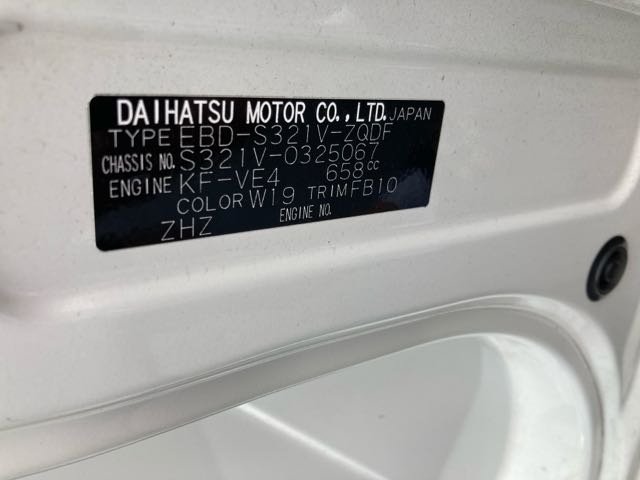 DAIHATSU MOTOR CO.,LTD. JAPAN
TYPE EBD-S321V-ZQDF
CHASSIS NO. S321V-0325067
ENGINE KF-VE4 658cc
COLOR W19 TRIM FB10
ENGINE NO.
ZHZ